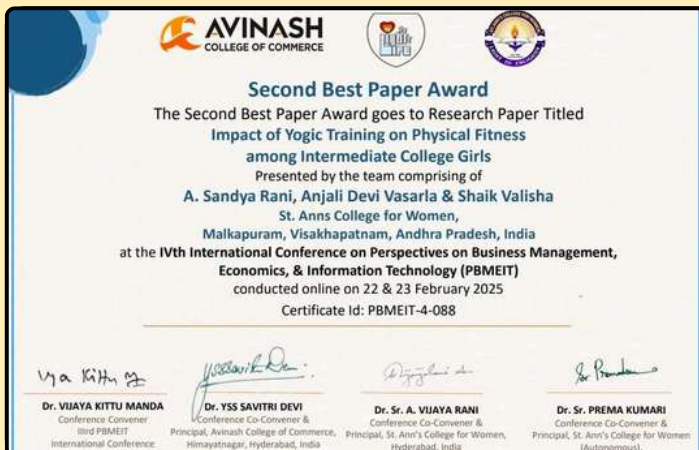 AVINASH
COLLEGE OF COMMERCE
Second Best Paper Award
The Second Best Paper Award goes to Research Paper Titled
Impact of Yogic Training on Physical Fitness
among Intermediate College Girls
Presented by the team comprising of
A. Sandya Rani, Anjali Devi Vasarla & Shaik Valisha
St. Anns College for Women,
Malkapuram, Visakhapatnam, Andhra Pradesh, India
at the IVth International Conference on Perspectives on Business Management,
Economics, & Information Technology (PBMEIT)
conducted online on 22 & 23 February 2025
Certificate Id: PBMEIT-4-088
Dr. VIJAYA KITTU MANDA
Conference Convener
IIIrd PBMEIT
International Conference
Dr. YSS SAVITRI DEVI
Conference Co-Convener &
Principal, Avinash College of Commerce,
Himayatnagar, Hyderabad, India
Dr. Sr. A. VIJAYA RANI
Conference Co-Convener &
Principal, St. Ann's College for Women,
Hyderabad, India
Dr. Sr. PREMA KUMARI
Conference Co-Convener &
Principal, St. Ann's College for Women
(Autonomous),